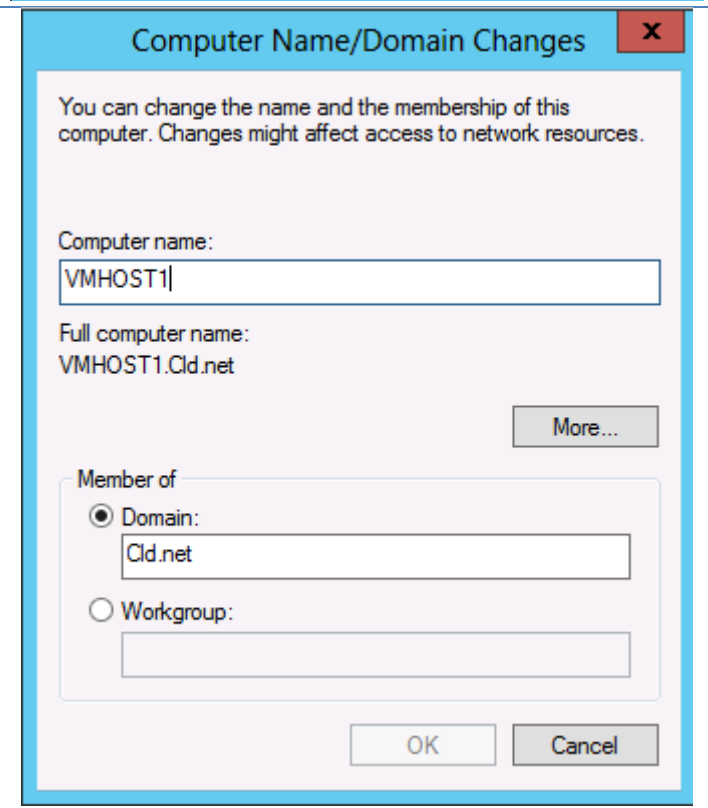 Computer Name/Domain Changes
x
You can change the name and the membership of this
computer. Changes might affect access to network resources.
Computer name:
VMHOST1
Full computer name:
VMHOST1.Cld.net
More...
Member of
Domain:
Cld.net
Workgroup:
OK
Cancel